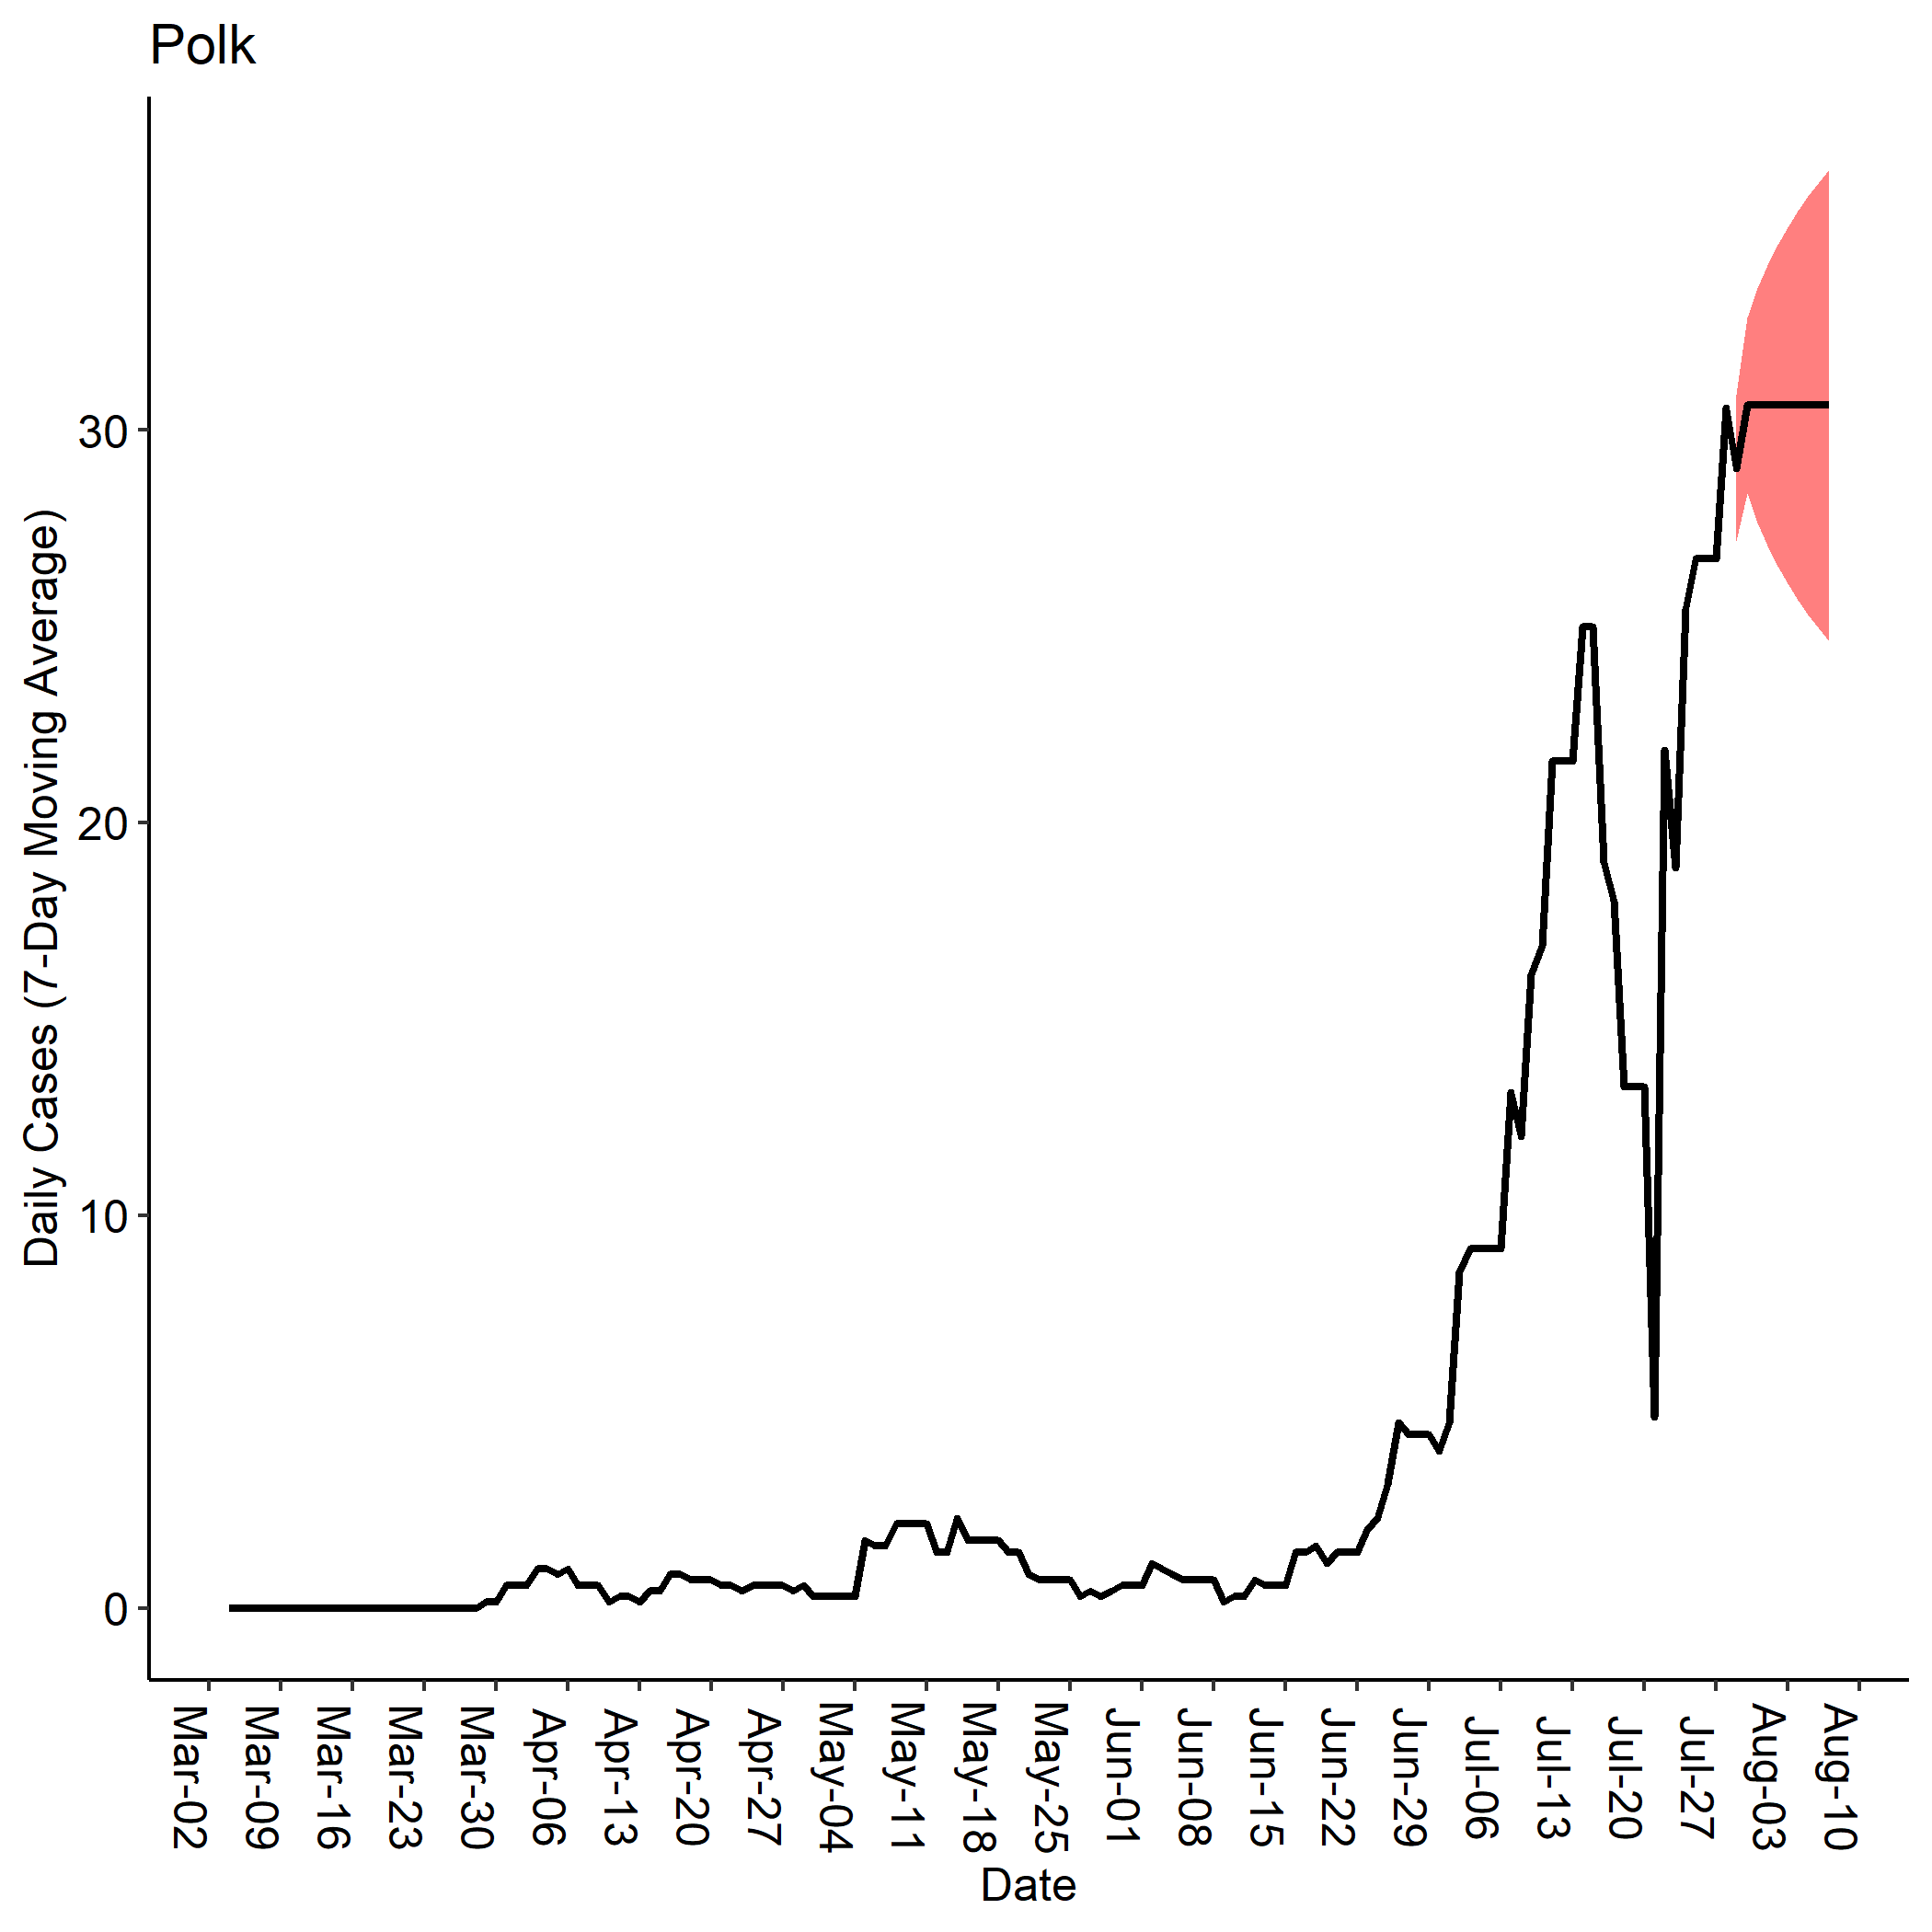 Polk
Daily Cases (7-Day Moving Average)
30
20
10
0
Mar-02
Mar-09
Mar-16
Mar-23
Mar-30
Apr-06
Apr-13
Apr-20
Apr-27
May-04
May-11
May-18
May-25
Jun-01
Jun-08
Jun-15
Jun-22
Jun-29
Jul-06
Jul-13
Jul-20
Jul-27
Aug-03
Aug-10
Date